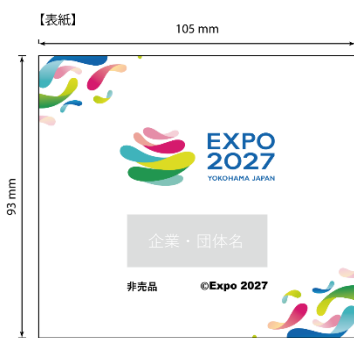 【表紙】
105 mm
93 mm
EXPO
2027
YOKOHAMA JAPAN
企業・団体名
非売品 ©Expo 2027